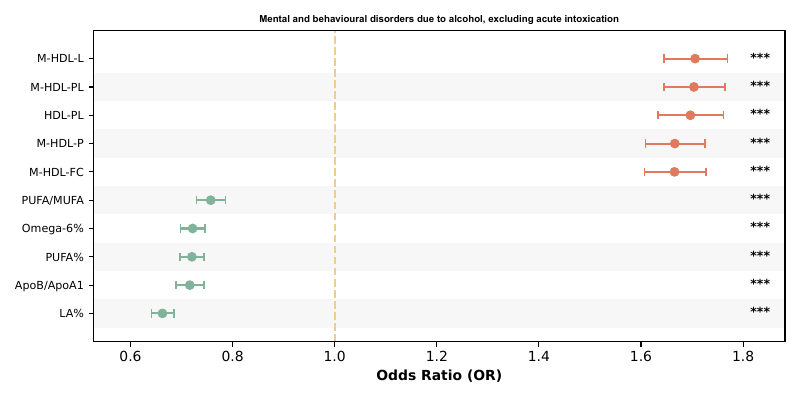 Mental and behavioural disorders due to alcohol, excluding acute intoxication
M-HDL-L ***
M-HDL-PL ***
HDL-PL ***
M-HDL-P ***
M-HDL-FC ***
PUFA/MUFA ***
Omega-6% ***
PUFA% ***
ApoB/ApoA1 ***
LA% ***
0.6 0.8 1.0 1.2 1.4 1.6 1.8
Odds Ratio (OR)